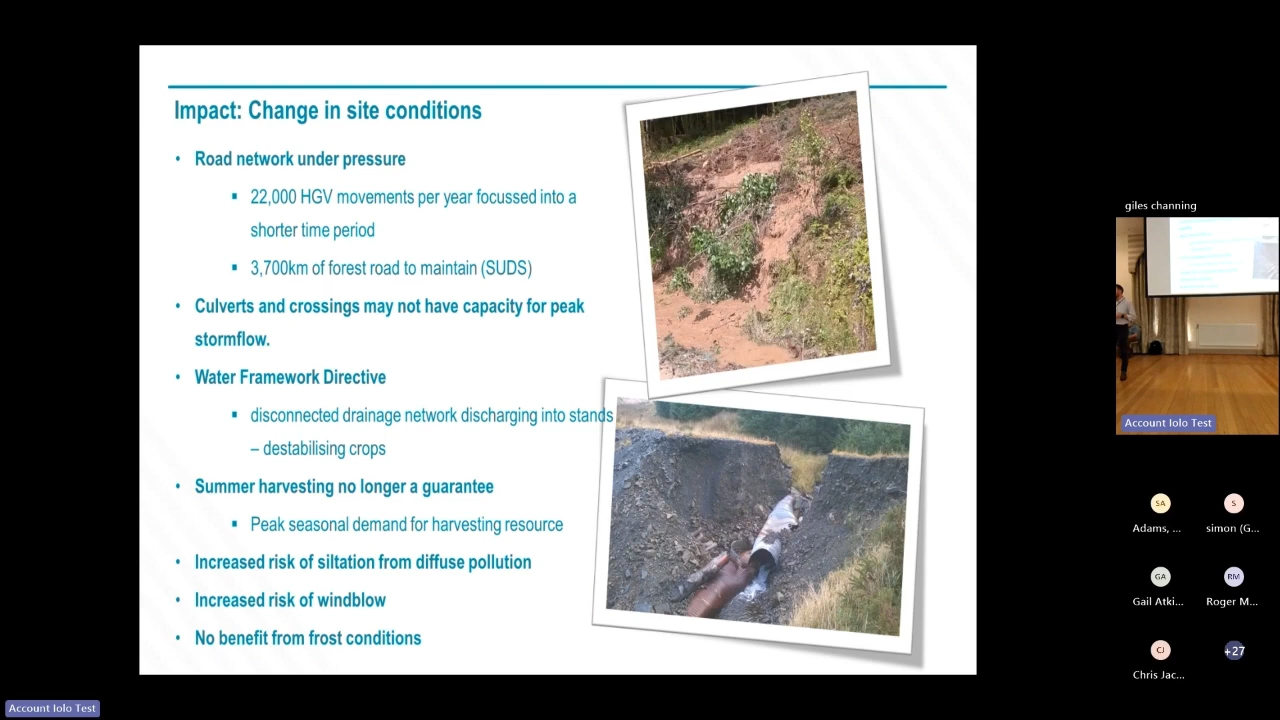 Impact: Change in site conditions
• Road network under pressure
▪ 22,000 HGV movements per year focussed into a
shorter time period
▪ 3,700km of forest road to maintain (SUDS)
• Culverts and crossings may not have capacity for peak
stormflow.
• Water Framework Directive
▪ disconnected drainage network discharging into stands
– destabilising crops
• Summer harvesting no longer a guarantee
▪ Peak seasonal demand for harvesting resource
• Increased risk of siltation from diffuse pollution
• Increased risk of windblow
• No benefit from frost conditions
giles channing
Account Iolo Test
SA
Adams, ...
S
simon (G...
GA
Gail Atki...
RM
Roger M...
CJ
Chris Jac...
+27
Account Iolo Test